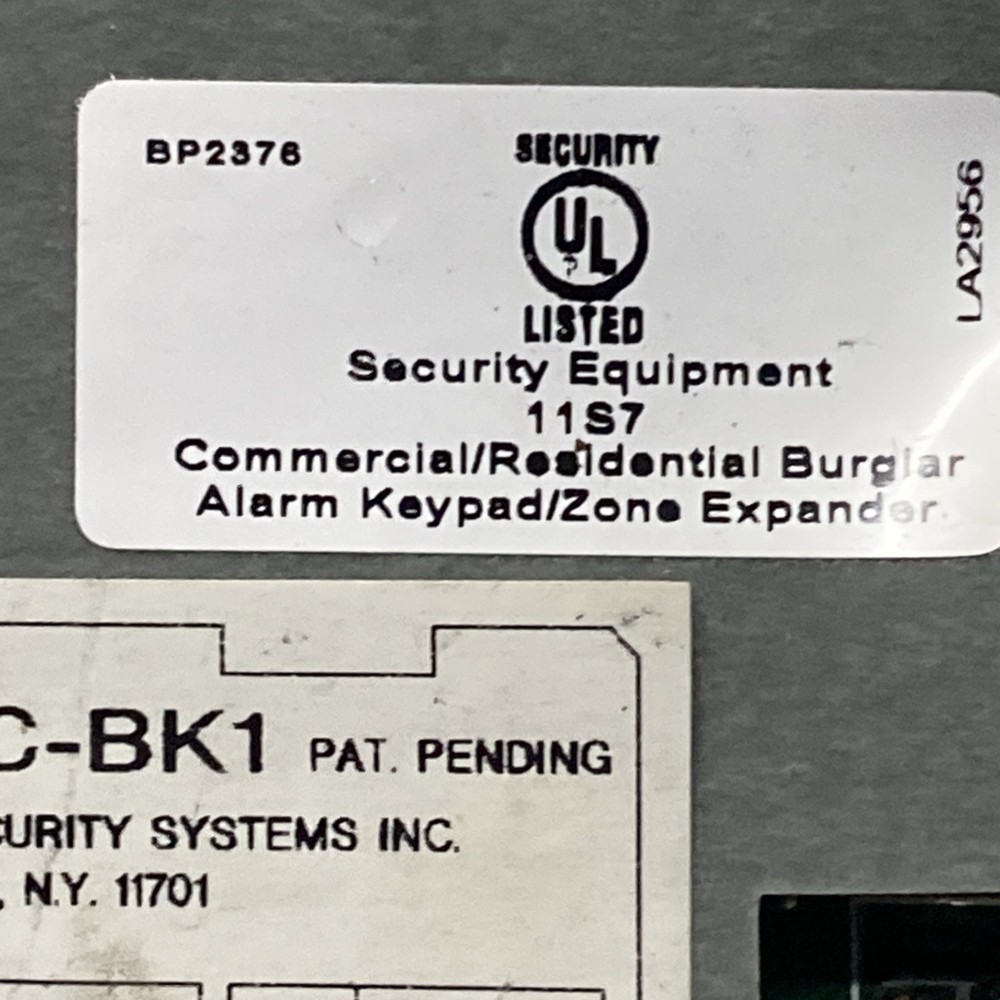 BP2376
SECURITY
UL
LISTED
LA2956
Security Equipment
11S7
Commercial/Residential Burglar
Alarm Keypad/Zone Expander.
C-BK1 PAT. PENDING
URITY SYSTEMS INC.
, N.Y. 11701